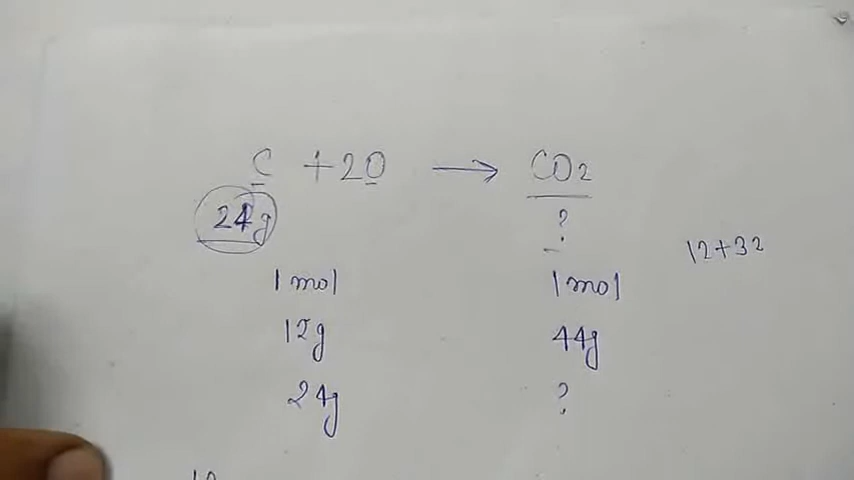 C + 2O → CO2
24g ?
12+32
1 mol 1 mol
12g 44g
24g ?